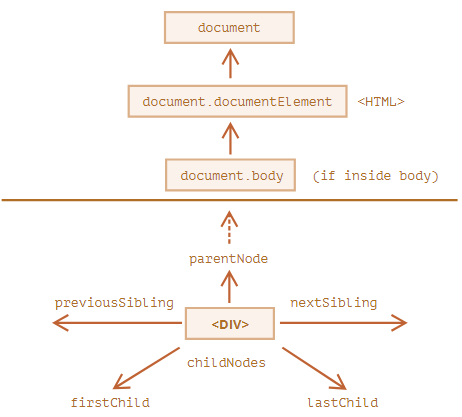 document
document.documentElement <HTML>
document.body (if inside body)
parentNode
previousSibling nextSibling
<DIV>
childNodes
firstChild lastChild